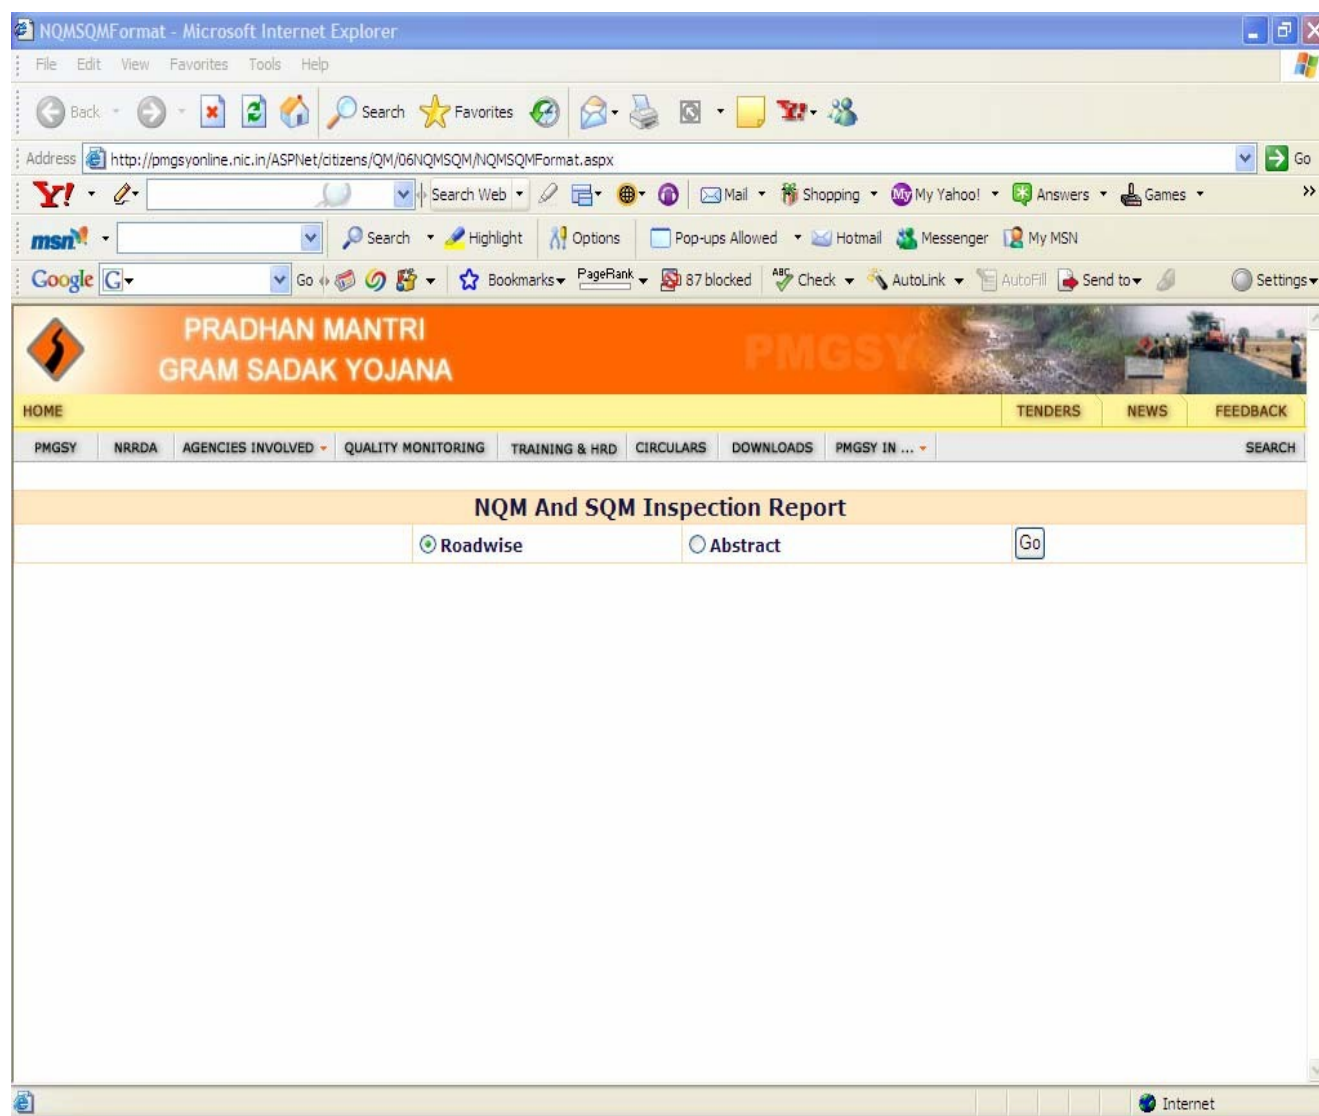 NQMSQMFormat - Microsoft Internet Explorer
File Edit View Favorites Tools Help
Back Search Favorites
Address http://pmgsyonline.nic.in/ASPNet/citizens/QM/06NQMSQM/NQMSQMFormat.aspx Go
Y! Search Web Mail Shopping My My Yahoo! Answers Games »
msn Search Highlight Options Pop-ups Allowed Hotmail Messenger My MSN
Google G Go Bookmarks PageRank 87 blocked ABC Check AutoLink AutoFill Send to Settings
PRADHAN MANTRI
GRAM SADAK YOJANA
PMGSY
HOME TENDERS NEWS FEEDBACK
PMGSY NRRDA AGENCIES INVOLVED QUALITY MONITORING TRAINING & HRD CIRCULARS DOWNLOADS PMGSY IN ... SEARCH
NQM And SQM Inspection Report
Roadwise Abstract Go
Internet